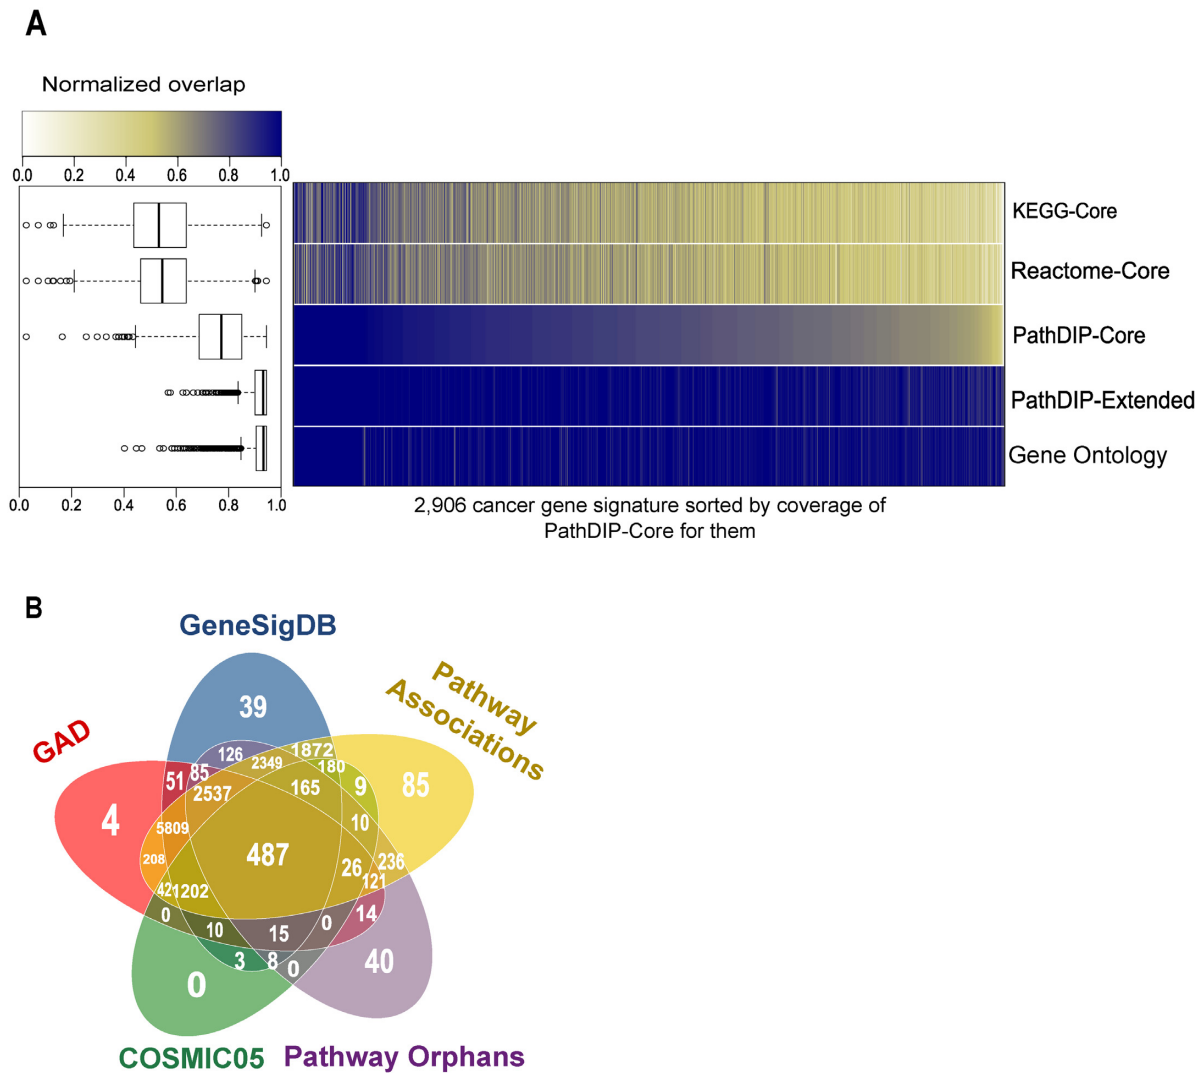 A
Normalized overlap
0.0 0.2 0.4 0.6 0.8 1.0
KEGG-Core
Reactome-Core
PathDIP-Core
PathDIP-Extended
Gene Ontology
0.0 0.2 0.4 0.6 0.8 1.0
2,906 cancer gene signature sorted by coverage of
PathDIP-Core for them
B
GeneSigDB
Pathway
Associations
GAD
39
126
1872
2349
180
51
85
2537
165
9
85
4
5809
10
487
208
26
236
121
42
1202
0
10
15
0
14
3
8
0
40
0
COSMIC05
Pathway Orphans